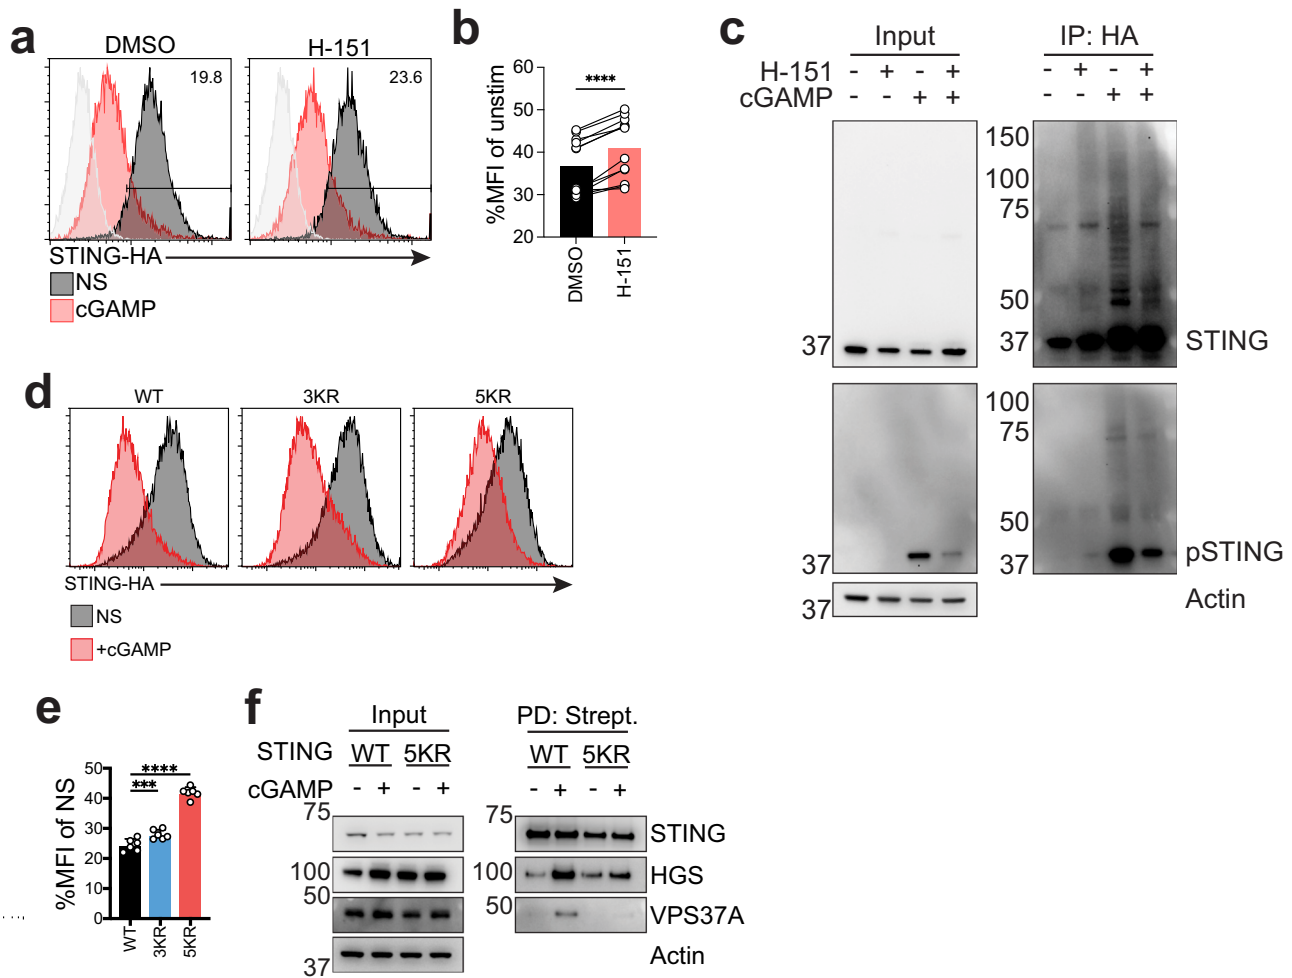 a
DMSO
H-151
19.8
23.6
STING-HA
NS
cGAMP
b
%MFI of unstim
60
50
40
30
20
****
DMSO
H-151
c
Input
IP: HA
H-151 - + - + - + - +
cGAMP - - + + - - + +
150
100
75
50
37
37
STING
100
75
50
37
37
pSTING
37
Actin
d
WT
3KR
5KR
STING-HA
NS
+cGAMP
e
%MFI of NS
50
40
30
20
10
0
****
***
WT
3KR
5KR
f
Input
PD: Strept.
STING WT 5KR WT 5KR
cGAMP - + - + - + - +
75
75
STING
100
100
HGS
50
50
VPS37A
37
Actin